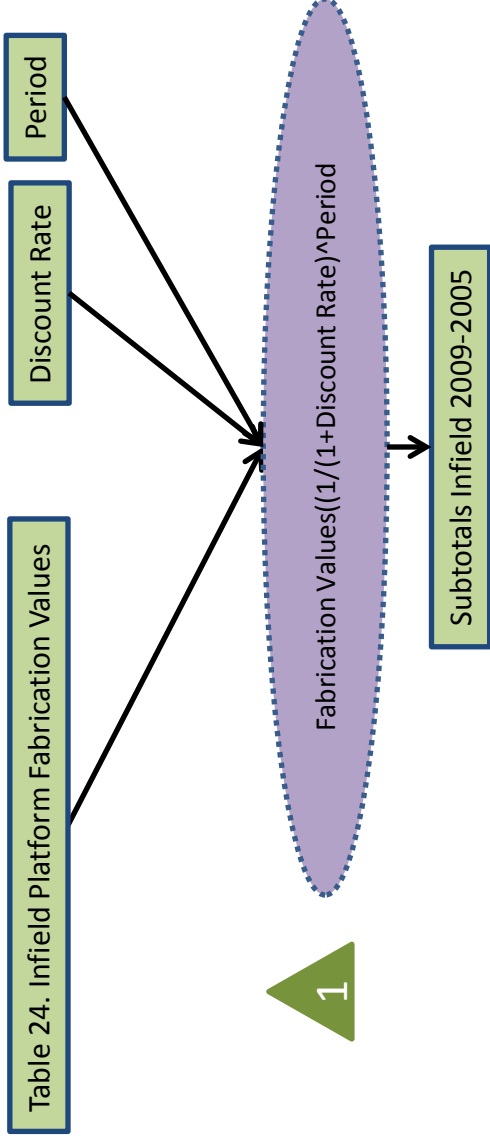 Table 24. Infield Platform Fabrication Values
Discount Rate
Period
1
Fabrication Values((1/(1+Discount Rate)^Period
Subtotals Infield 2009-2005